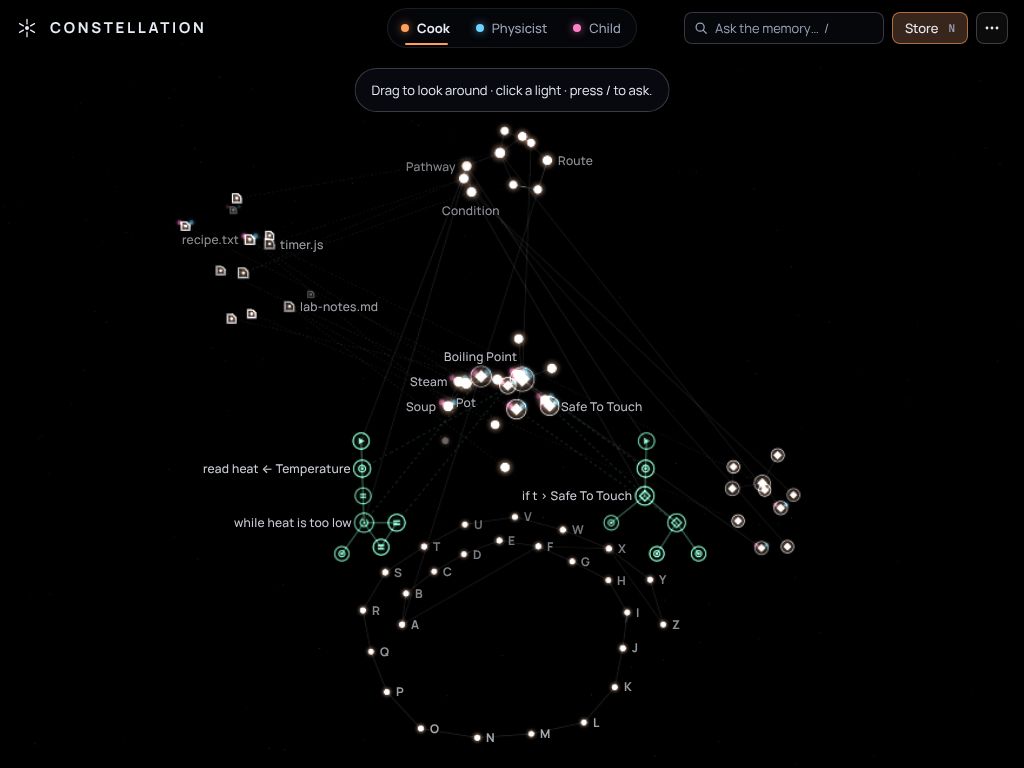 CONSTELLATION
Cook
Physicist
Child
Ask the memory… /
Store N
Drag to look around · click a light · press / to ask.
Pathway
Route
Condition
recipe.txt
timer.js
lab-notes.md
Boiling Point
Steam
Soup
Pot
Safe To Touch
read heat ← Temperature
if t > Safe To Touch
while heat is too low
V
U
W
E
T
F
X
D
G
S
C
H
Y
B
R
I
A
Z
Q
J
P
K
O
L
N
M